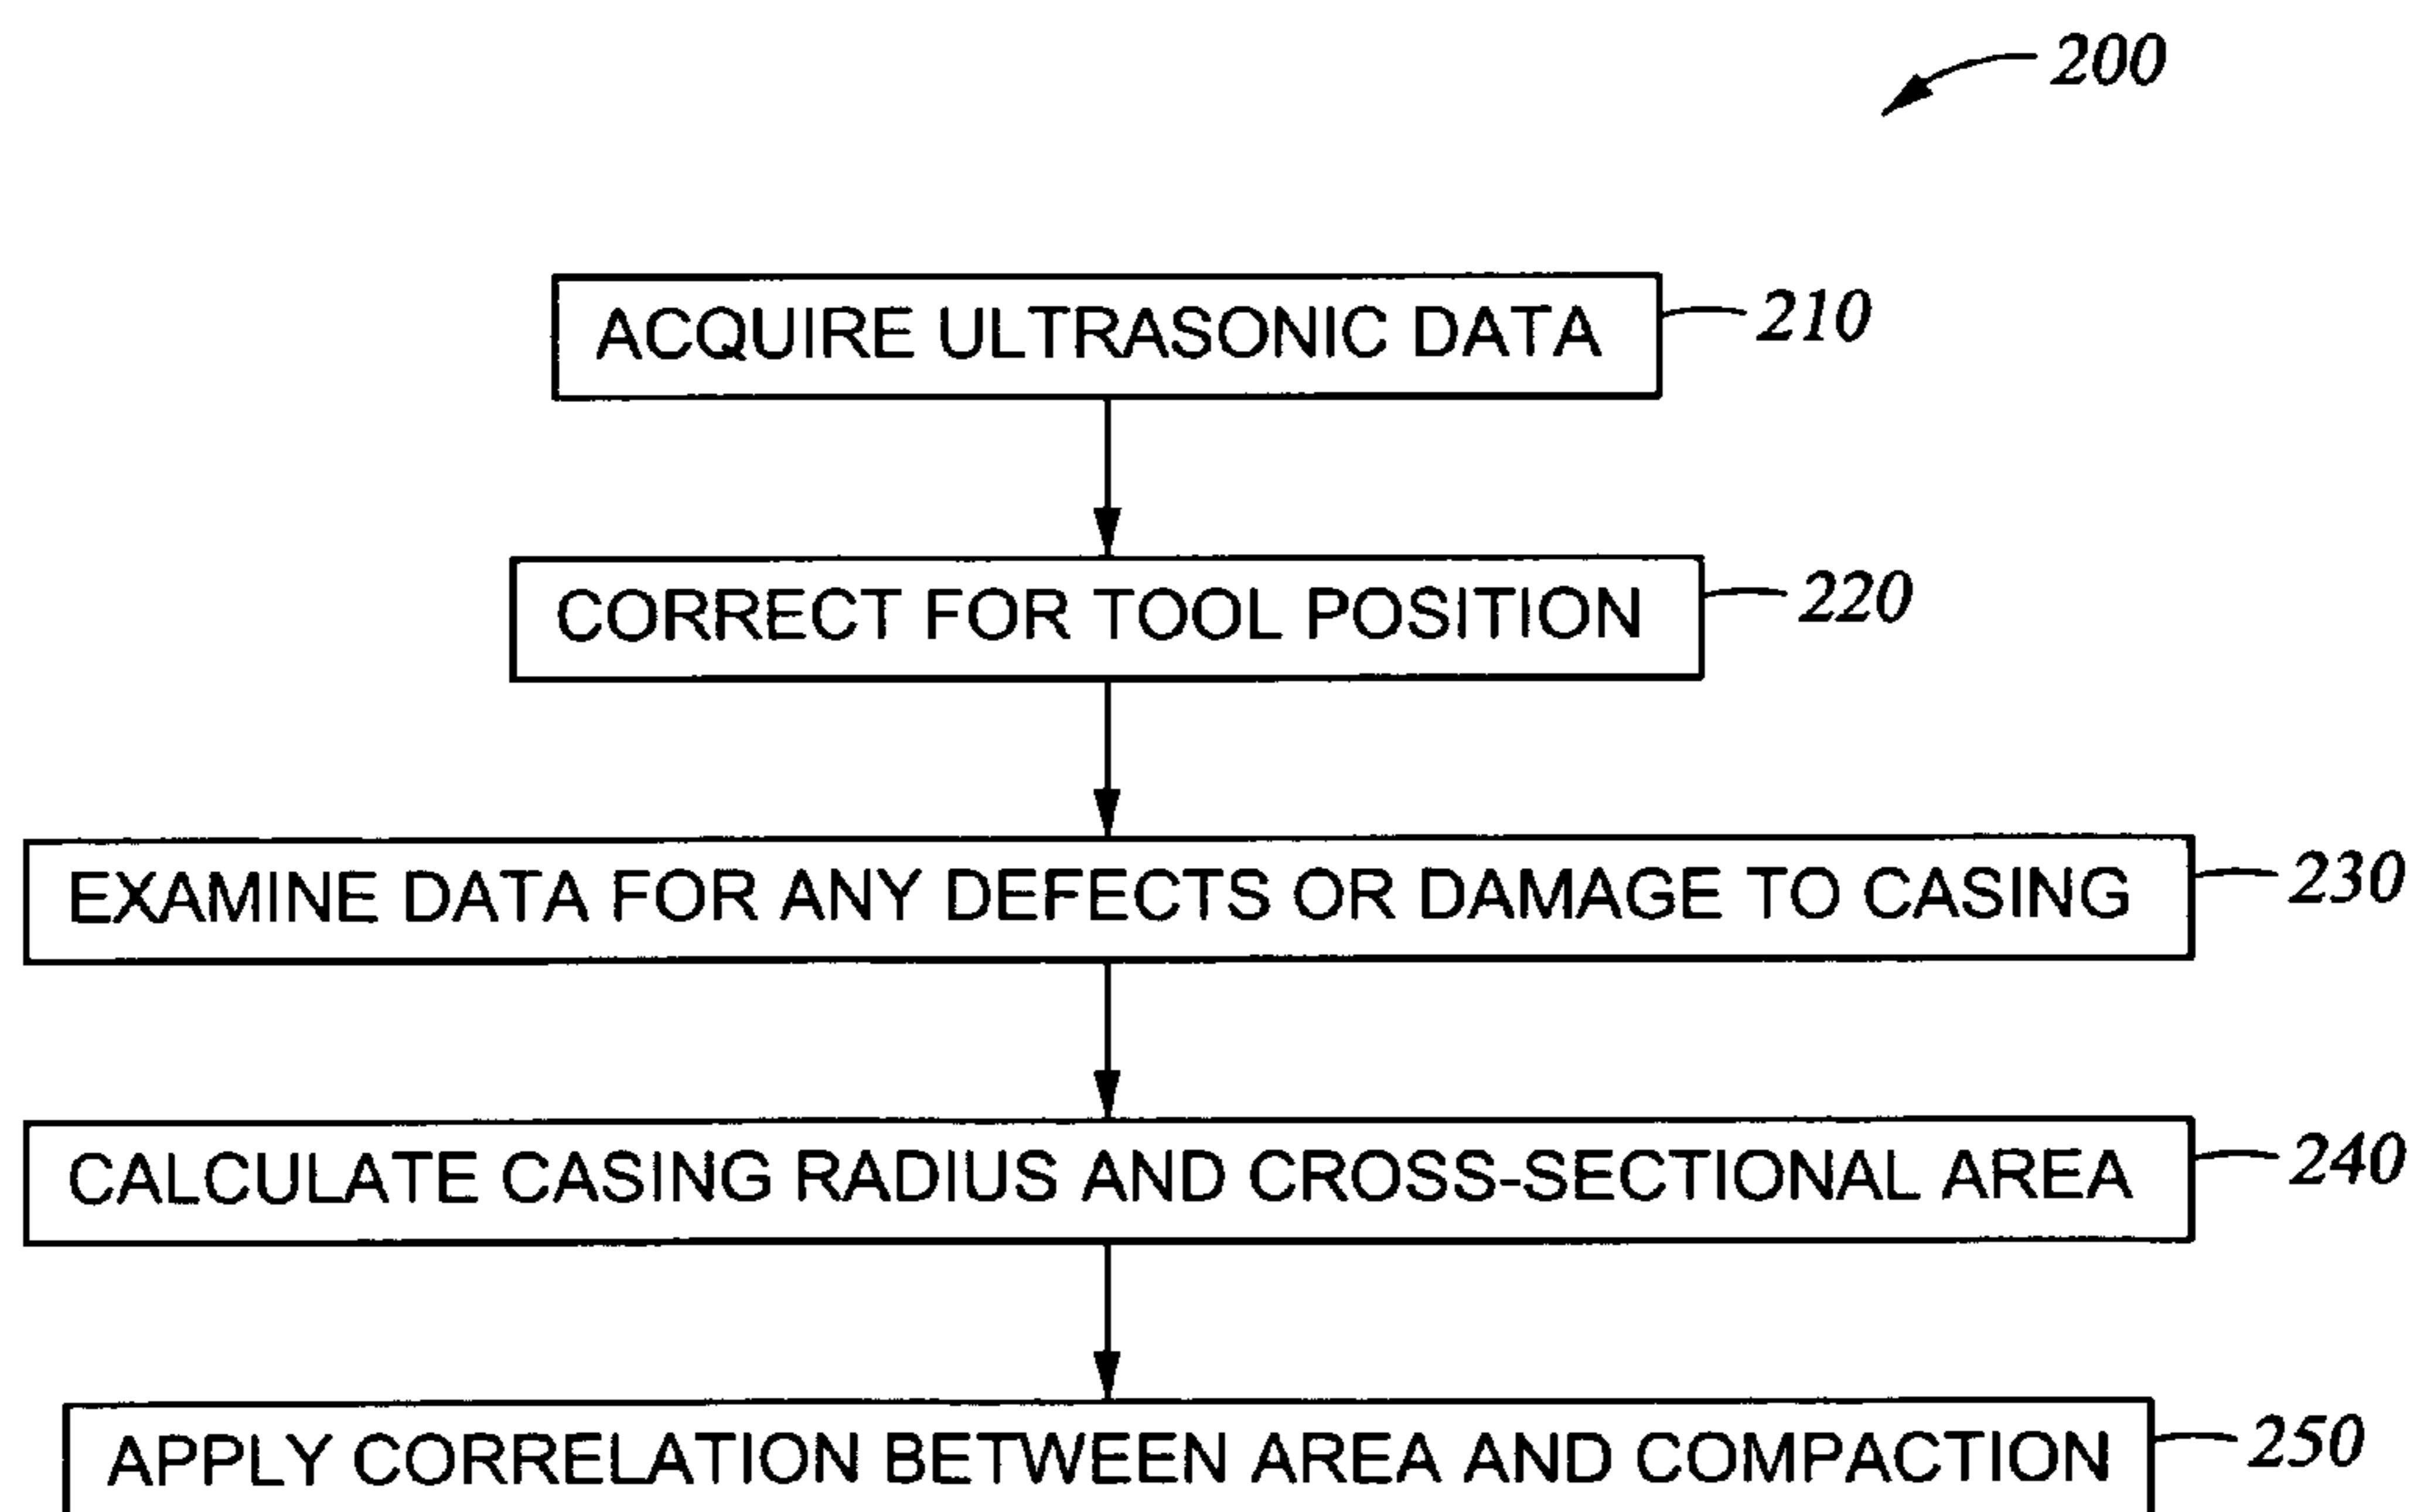 200
ACQUIRE ULTRASONIC DATA 210
CORRECT FOR TOOL POSITION 220
EXAMINE DATA FOR ANY DEFECTS OR DAMAGE TO CASING 230
CALCULATE CASING RADIUS AND CROSS-SECTIONAL AREA 240
APPLY CORRELATION BETWEEN AREA AND COMPACTION 250